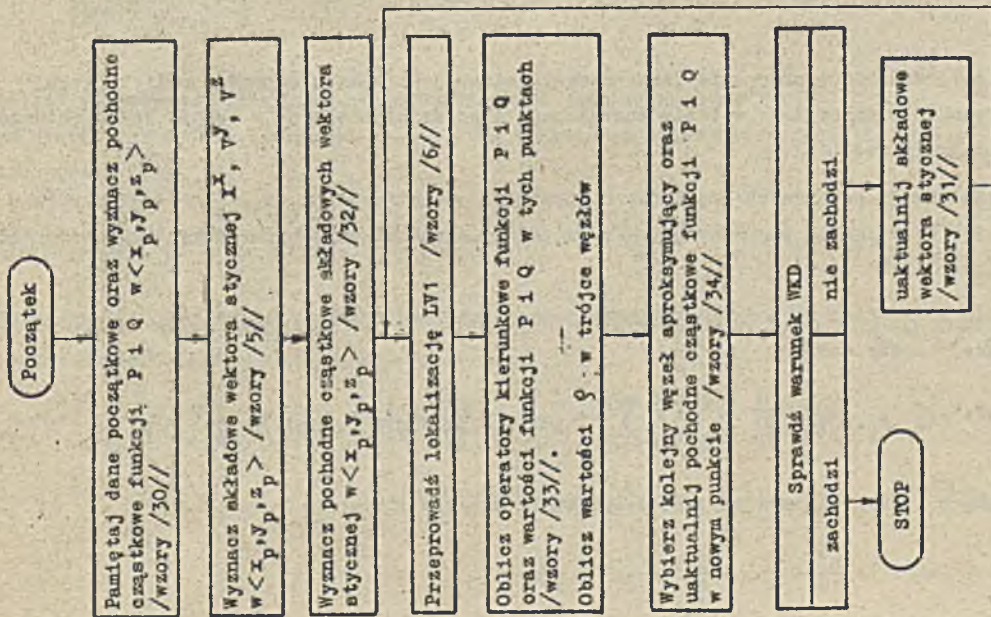 Początek
Pamiętaj dane początkowe oraz wyznacz pochodne
cząstkowe funkcji P i Q w<x_p,y_p,z_p>
/wzory /30//
Wyznacz składowe wektora stycznej r^x, v^y, v^z
w<x_p,y_p,z_p> /wzory /5//
Wyznacz pochodne cząstkowe składowych wektora
stycznej w<x_p,y_p,z_p> /wzory /32//
Przeprowadź lokalizację LV1 /wzory /6//
Oblicz operatory kierunkowe funkcji P i Q
oraz wartości funkcji P i Q w tych punktach
/wzory /33//.
Oblicz wartości ϱ w trójce węzłów
Wybierz kolejny węzeł aproksymujący oraz
uaktualnij pochodne cząstkowe funkcji P i Q
w nowym punkcie /wzory /34//
Sprawdź warunek WKD
zachodzi
nie zachodzi
STOP
uaktualnij składowe
wektora stycznej
/wzory /31//